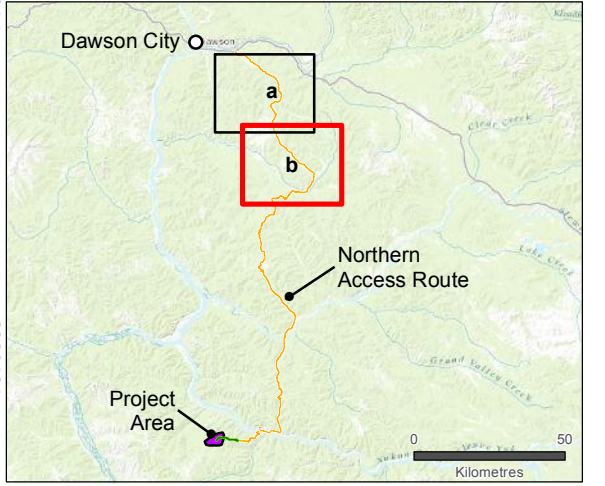 Dawson City
Dawson
a
Clear Creek
b
Lake Creek
Northern
Access Route
Grand Valley Creek
Project
Area
0 50
Kilometres